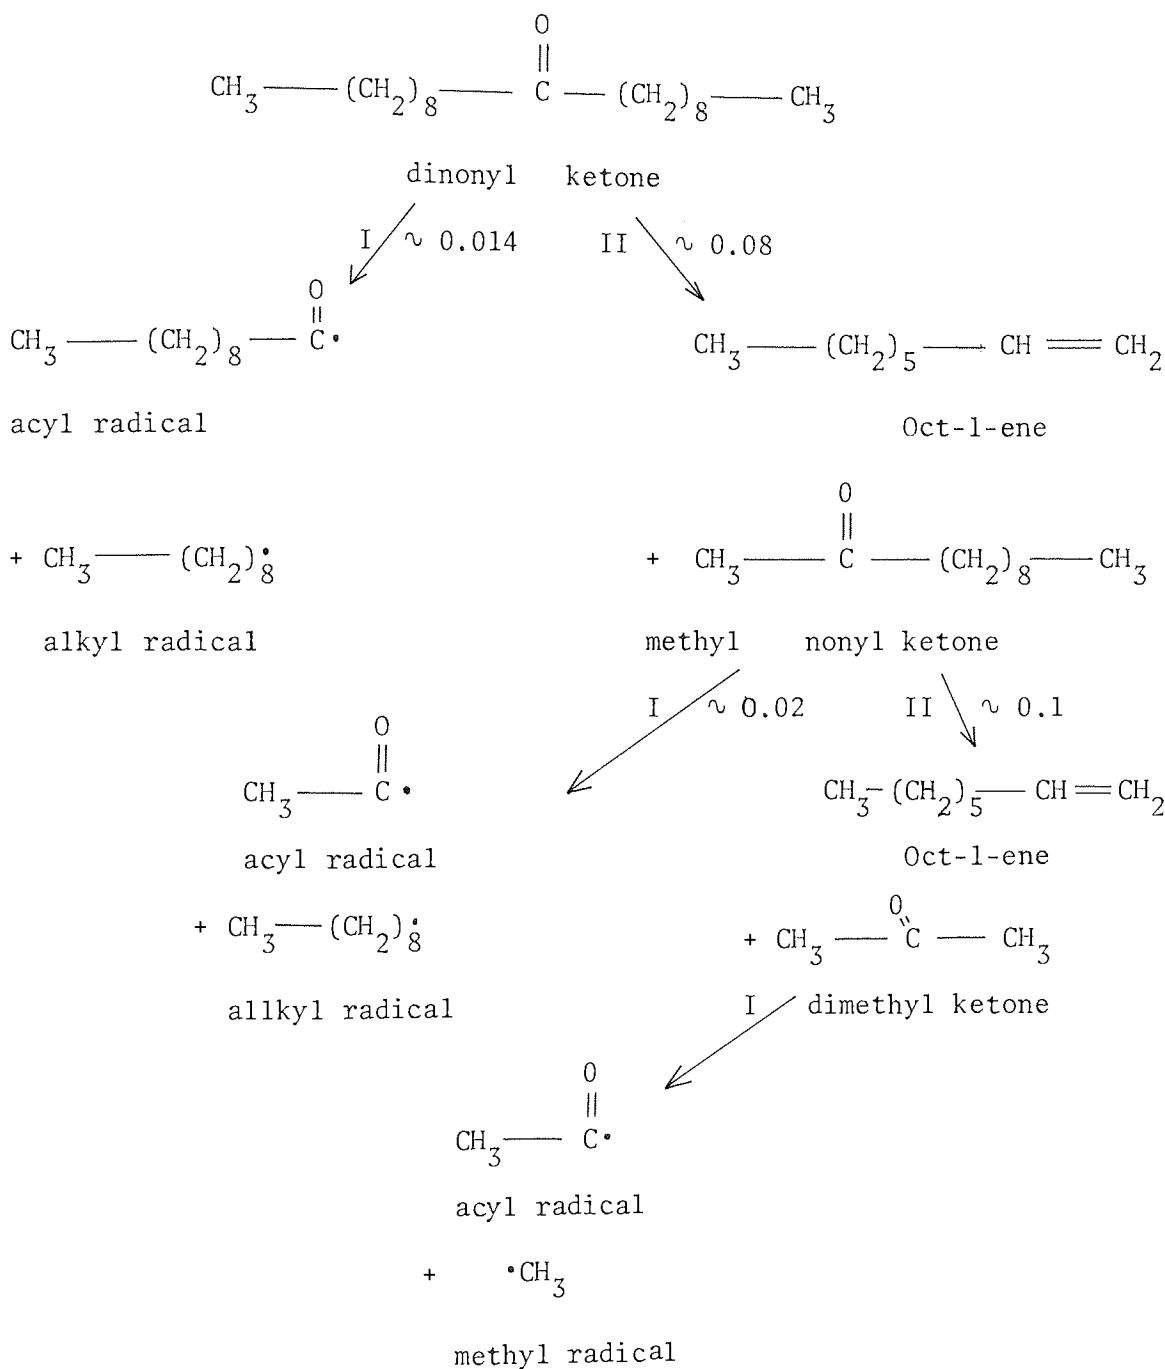 O
CH3 (CH2)8 C (CH2)8 CH3
dinonyl ketone
I ~ 0.014 II ~ 0.08
O
CH3 (CH2)8 C•
CH3 (CH2)5 CH CH2
acyl radical
Oct-1-ene
O
+ CH3 (CH2)8•
+ CH3 C (CH2)8 CH3
alkyl radical
methyl nonyl ketone
I ~ 0.02 II ~ 0.1
O
CH3 C •
CH3 (CH2)5 CH CH2
acyl radical
Oct-1-ene
+ CH3 (CH2)8•
O
+ CH3 C CH3
allkyl radical
I dimethyl ketone
O
CH3 C•
acyl radical
+ •CH3
methyl radical